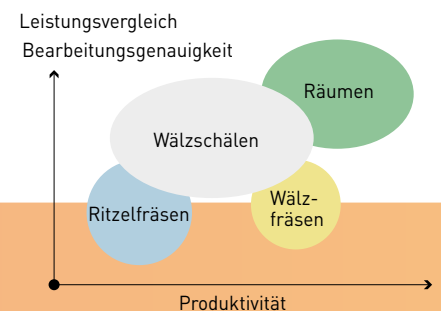 Leistungsvergleich
Bearbeitungsgenauigkeit
Räumen
Wälzschälen
Ritzelfräsen
Wälz-
fräsen
Produktivität